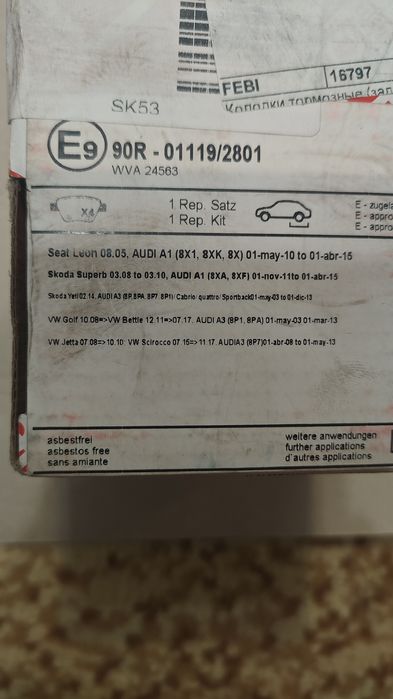 FEBI 16797
Колодки тормозные (зад
SK53
E9 90R - 01119/2801
WVA 24563
X4
1 Rep. Satz
1 Rep. Kit
E - zugela
E - appro
E - appro
Seat Leon 08.05, AUDI A1 (8X1, 8XK, 8X) 01-may-10 to 01-abr-15
Skoda Superb 03.08 to 03.10, AUDI A1 (8XA, 8XF) 01-nov-11to 01-abr-15
Skoda Yeti 02.14, AUDI A3 (8P,8PA, 8P7, 8P1)/ Cabrio/ quattro/ Sportback01-may-03 to 01-dic-13
VW Golf 10.08=>VW Bettle 12.11=>07.17. AUDI A3 (8P1, 8PA) 01-may-03 01-mar-13
VW Jetta 07.08=>10.10: VW Scirocco 07.15=>11.17. AUDIA3 (8P7)01-abr-08 to 01-may-13
asbestfrei
asbestos free
sans amiante
weitere anwendungen
further applications
d'autres applications